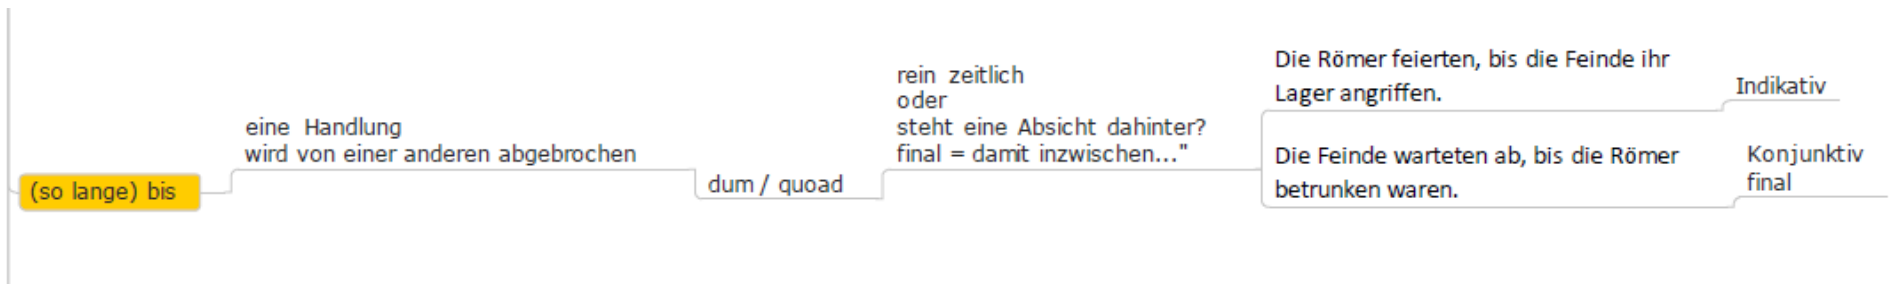 (so lange) bis
eine Handlung
wird von einer anderen abgebrochen
dum / quoad
rein zeitlich
oder
steht eine Absicht dahinter?
final = damit inzwischen..."
Die Römer feierten, bis die Feinde ihr
Lager angriffen.
Indikativ
Die Feinde warteten ab, bis die Römer
betrunken waren.
Konjunktiv
final